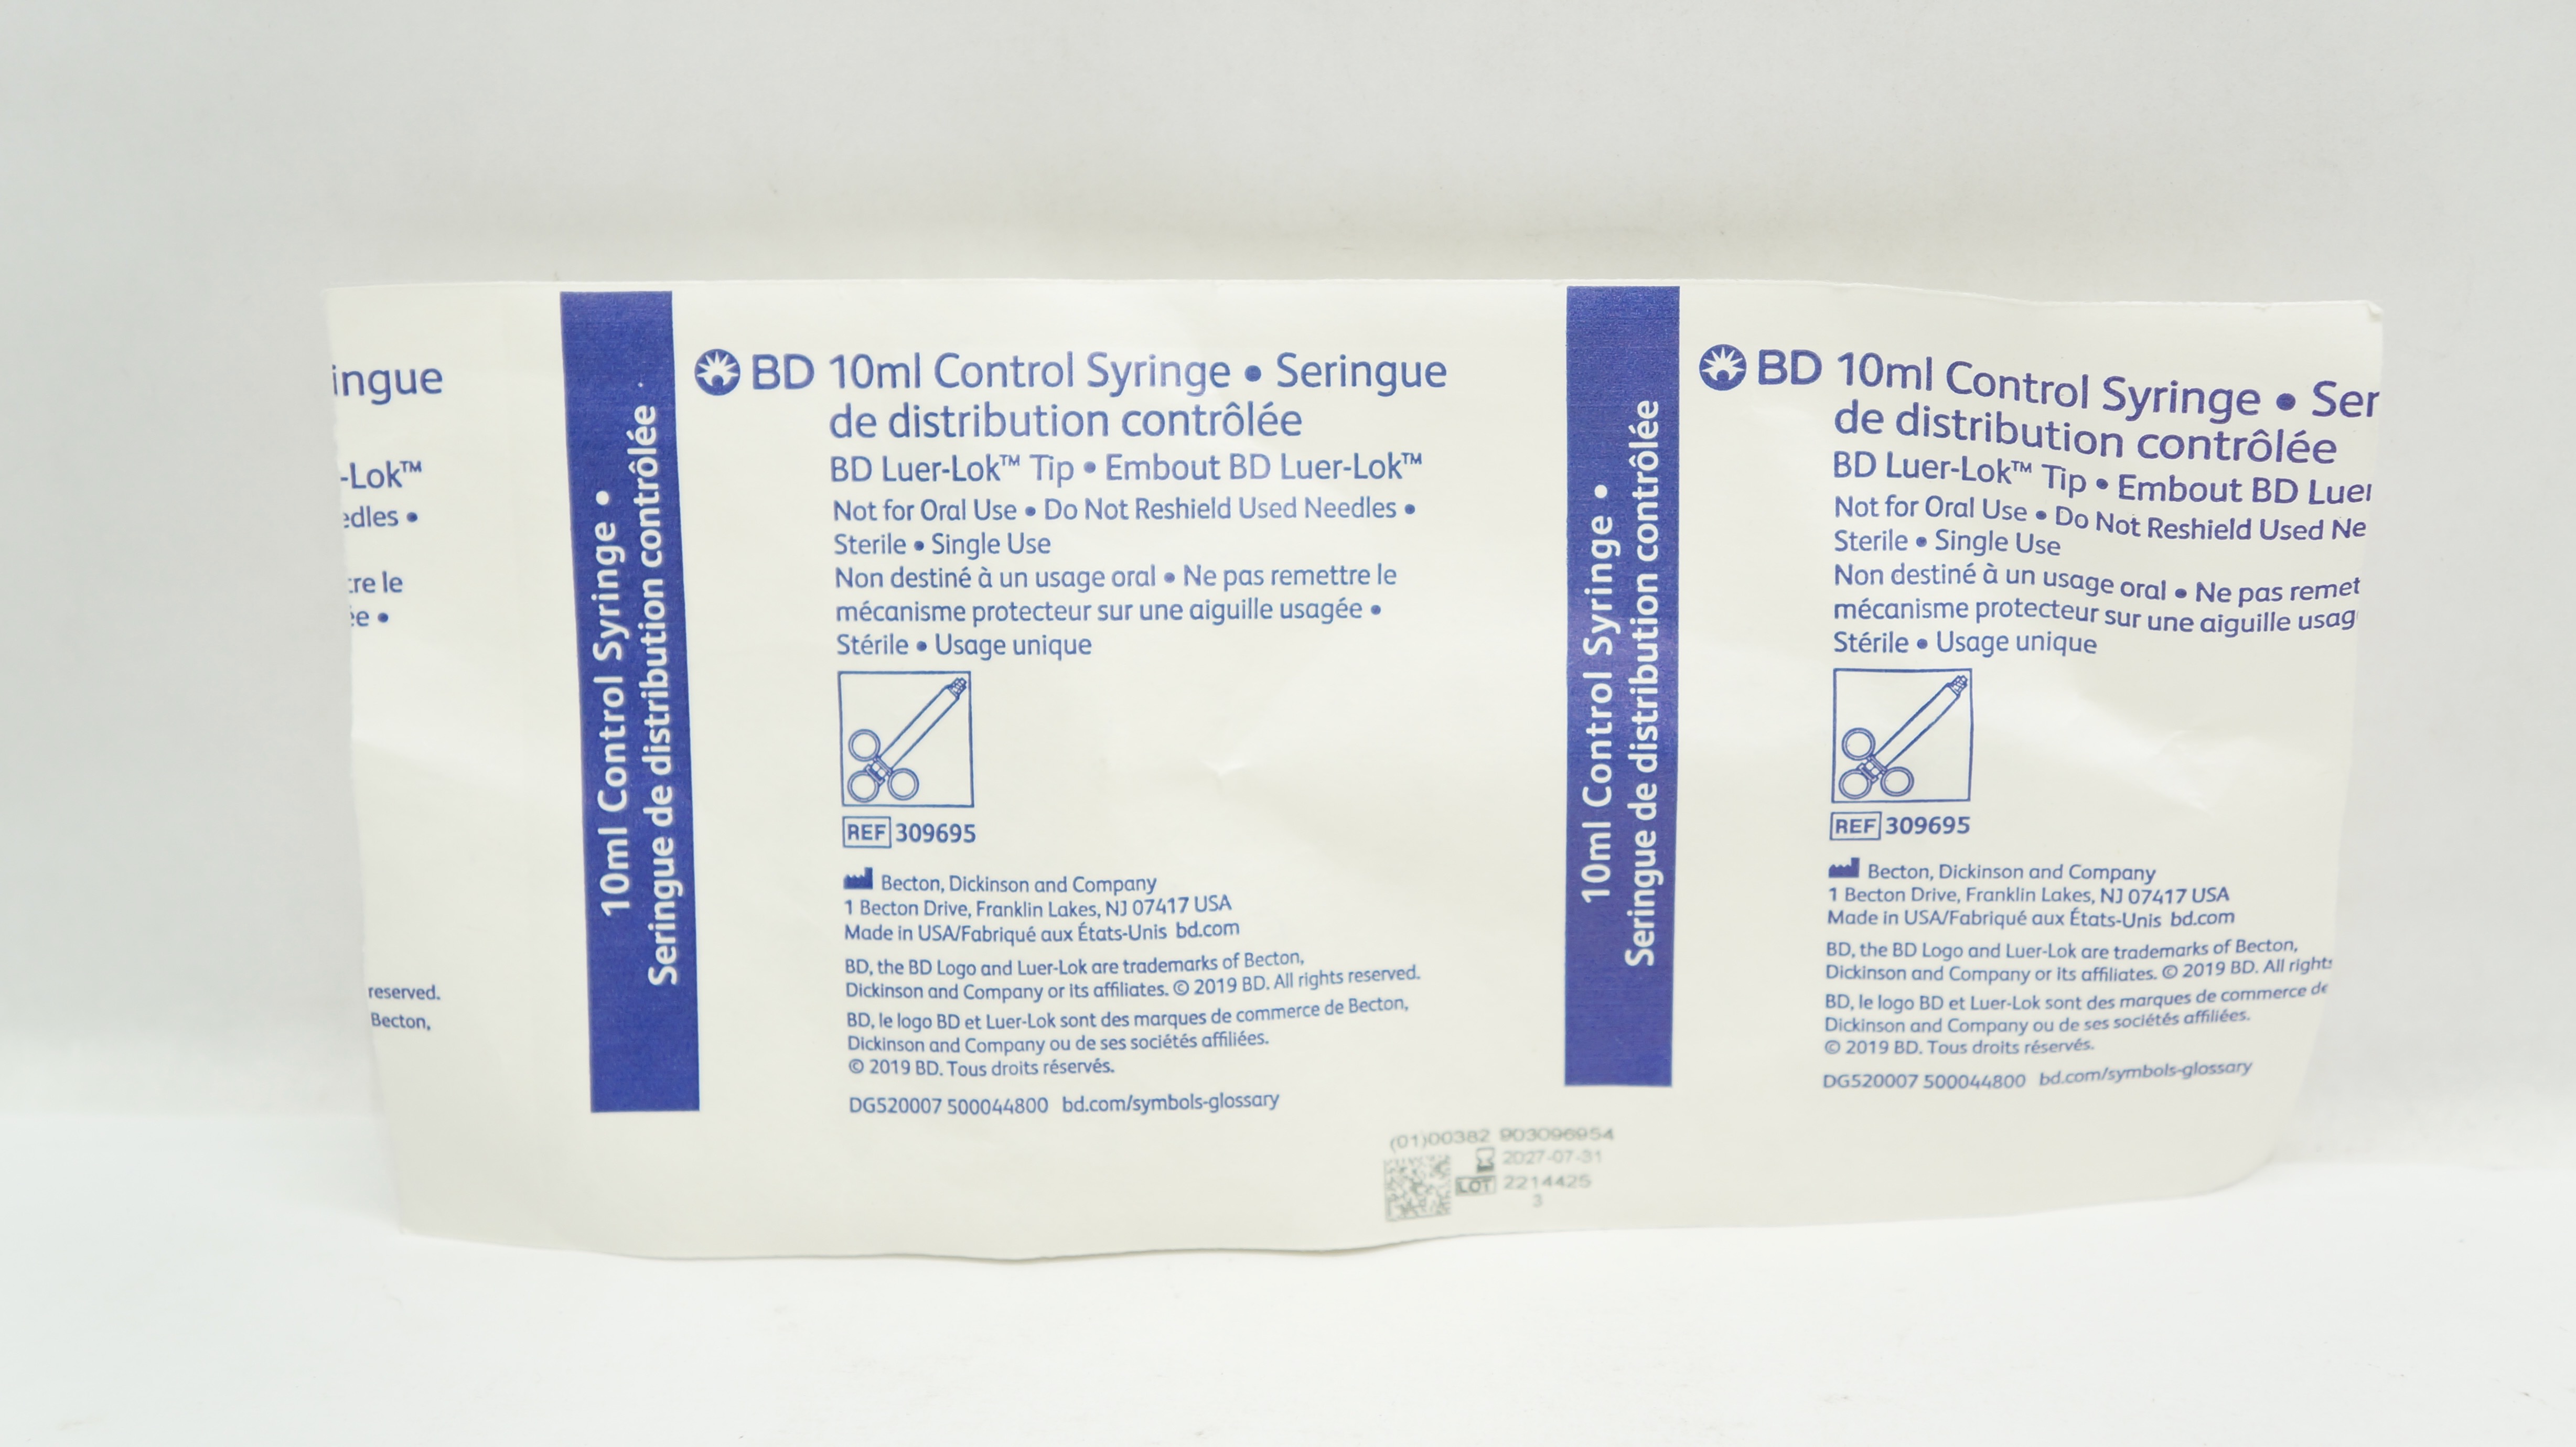 ingue
-Lok™
edles •
tre le
ée •
reserved.
Becton,
10ml Control Syringe •
Seringue de distribution contrôlée
BD 10ml Control Syringe • Seringue
de distribution contrôlée
BD Luer-Lok™ Tip • Embout BD Luer-Lok™
Not for Oral Use • Do Not Reshield Used Needles •
Sterile • Single Use
Non destiné à un usage oral • Ne pas remettre le
mécanisme protecteur sur une aiguille usagée •
Stérile • Usage unique
REF 309695
Becton, Dickinson and Company
1 Becton Drive, Franklin Lakes, NJ 07417 USA
Made in USA/Fabriqué aux États-Unis bd.com
BD, the BD Logo and Luer-Lok are trademarks of Becton,
Dickinson and Company or its affiliates. © 2019 BD. All rights reserved.
BD, le logo BD et Luer-Lok sont des marques de commerce de Becton,
Dickinson and Company ou de ses sociétés affiliées.
© 2019 BD. Tous droits réservés.
DG520007 500044800 bd.com/symbols-glossary
(01)00382 903096954
2027-07-31
LOT 2214425
3
10ml Control Syringe •
Seringue de distribution contrôlée
BD 10ml Control Syringe • Ser
de distribution contrôlée
BD Luer-Lok™ Tip • Embout BD Luer
Not for Oral Use • Do Not Reshield Used Ne
Sterile • Single Use
Non destiné à un usage oral • Ne pas remet
mécanisme protecteur sur une aiguille usag
Stérile • Usage unique
REF 309695
Becton, Dickinson and Company
1 Becton Drive, Franklin Lakes, NJ 07417 USA
Made in USA/Fabriqué aux États-Unis bd.com
BD, the BD Logo and Luer-Lok are trademarks of Becton,
Dickinson and Company or its affiliates. © 2019 BD. All rights
BD, le logo BD et Luer-Lok sont des marques de commerce de
Dickinson and Company ou de ses sociétés affiliées.
© 2019 BD. Tous droits réservés.
DG520007 500044800 bd.com/symbols-glossary